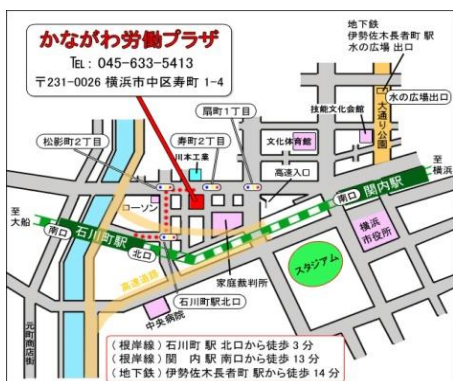 かながわ労働プラザ
TEL: 045-633-5413
〒231-0026 横浜市中区寿町 1-4
地下鉄
伊勢佐木長者町 駅
水の広場 出口
水の広場出口
大通り公園
技能文化会館
扇町1丁目
文化体育館
松影町2丁目
寿町2丁目
川本工業
高速入口
ローソン
至
大船
南口
石川町駅
北口
南口
関内駅
至
横浜
横浜
市役所
スタジアム
家庭裁判所
高速道路
石川町駅北口
中央病院
元町商店街
(根岸線) 石川町 駅 北口から徒歩 3 分
(根岸線) 関 内 駅 南口から徒歩 13 分
(地下鉄) 伊勢佐木長者町 駅から徒歩 14 分